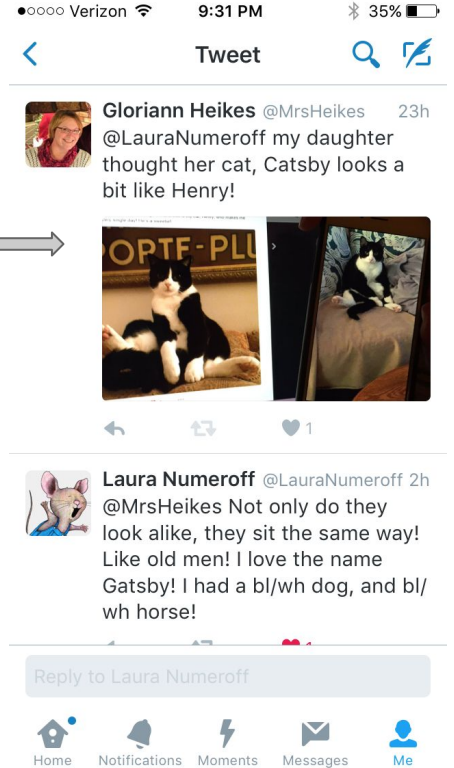 Verizon 9:31 PM 35%
Tweet
Gloriann Heikes @MrsHeikes 23h
@LauraNumeroff my daughter
thought her cat, Catsby looks a
bit like Henry!
ORTE-PLU
1
Laura Numeroff @LauraNumeroff 2h
@MrsHeikes Not only do they
look alike, they sit the same way!
Like old men! I love the name
Gatsby! I had a bl/wh dog, and bl/
wh horse!
Reply to Laura Numeroff
Home Notifications Moments Messages Me